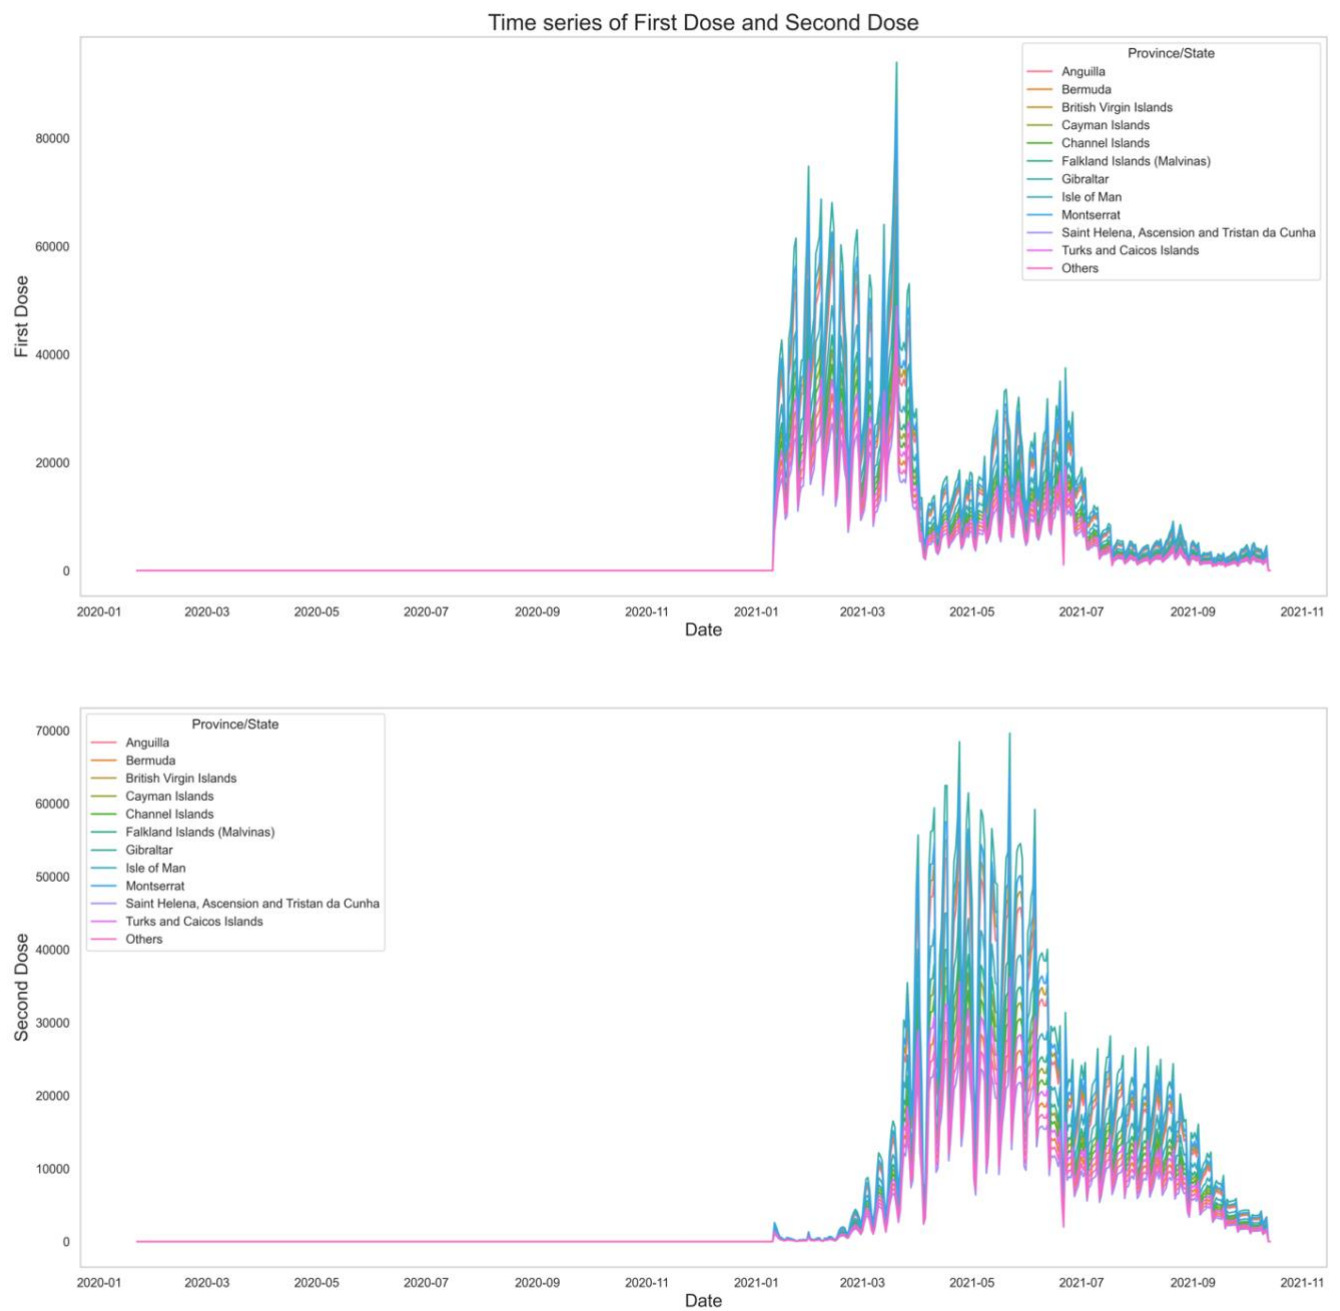 Time series of First Dose and Second Dose
Province/State
Anguilla
Bermuda
British Virgin Islands
Cayman Islands
Channel Islands
Falkland Islands (Malvinas)
Gibraltar
Isle of Man
Montserrat
Saint Helena, Ascension and Tristan da Cunha
Turks and Caicos Islands
Others
80000
60000
40000
20000
0
First Dose
2020-01 2020-03 2020-05 2020-07 2020-09 2020-11 2021-01 2021-03 2021-05 2021-07 2021-09 2021-11
Date
Province/State
Anguilla
Bermuda
British Virgin Islands
Cayman Islands
Channel Islands
Falkland Islands (Malvinas)
Gibraltar
Isle of Man
Montserrat
Saint Helena, Ascension and Tristan da Cunha
Turks and Caicos Islands
Others
70000
60000
50000
40000
30000
20000
10000
0
Second Dose
2020-01 2020-03 2020-05 2020-07 2020-09 2020-11 2021-01 2021-03 2021-05 2021-07 2021-09 2021-11
Date